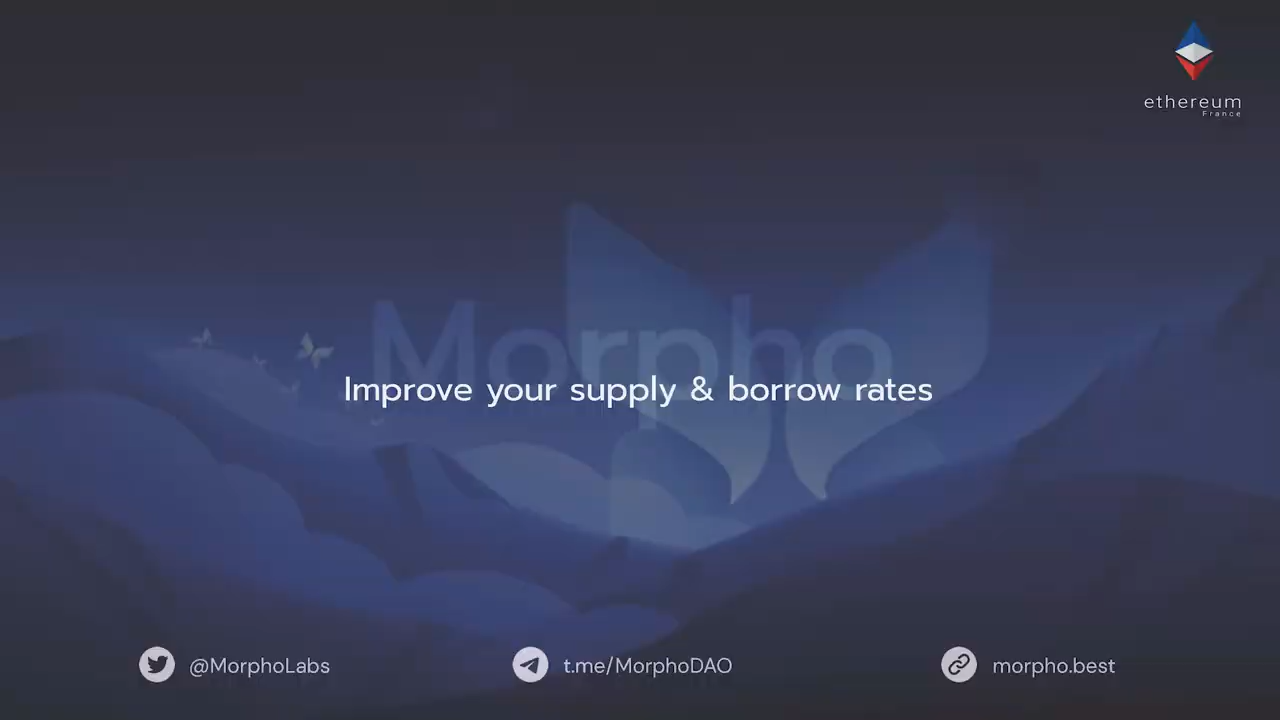 ethereum
France
Morpho
Improve your supply & borrow rates
@MorphoLabs
t.me/MorphoDAO
morpho.best